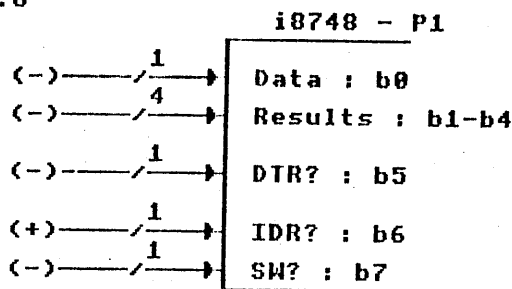 i8748 - P1
(-) 1 Data : b0
(-) 4 Results : b1-b4
(-) 1 DTR? : b5
(+) 1 IDR? : b6
(-) 1 SW? : b7